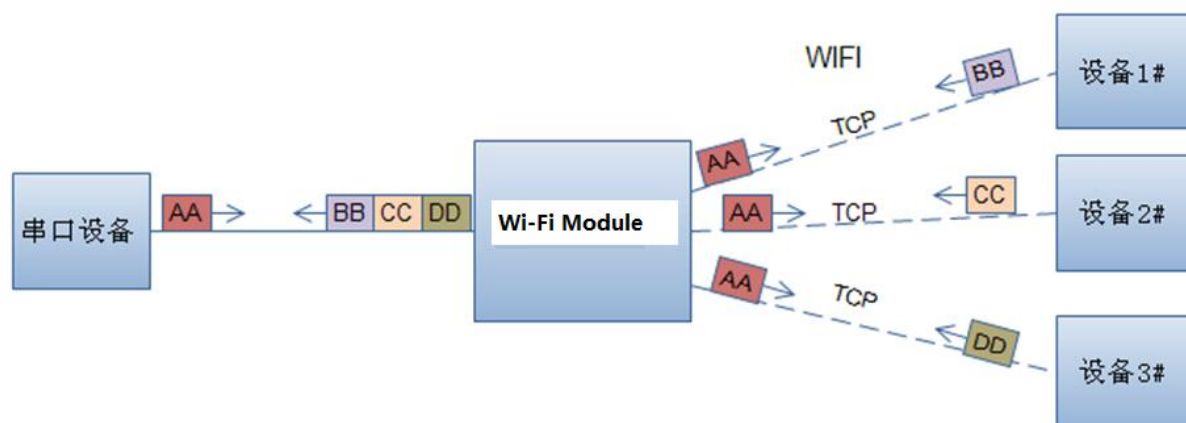 WIFI
设备1#
BB
TCP
AA
串口设备
AA
BB CC DD
Wi-Fi Module
AA
TCP
CC
设备2#
AA
TCP
DD
设备3#